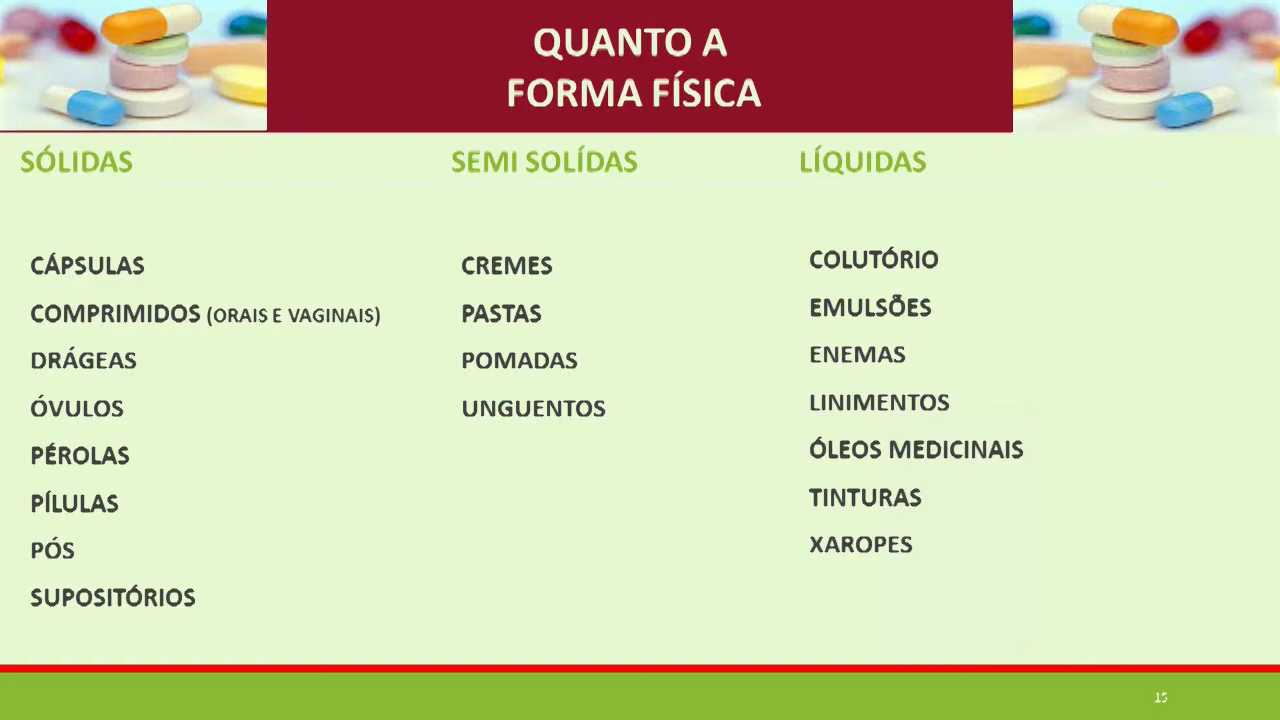 QUANTO A
FORMA FÍSICA
SÓLIDAS
CÁPSULAS
COMPRIMIDOS (ORAIS E VAGINAIS)
DRÁGEAS
ÓVULOS
PÉROLAS
PÍLULAS
PÓS
SUPOSITÓRIOS
SEMI SOLÍDAS
CREMES
PASTAS
POMADAS
UNGUENTOS
LÍQUIDAS
COLUTÓRIO
EMULSÕES
ENEMAS
LINIMENTOS
ÓLEOS MEDICINAIS
TINTURAS
XAROPES
15